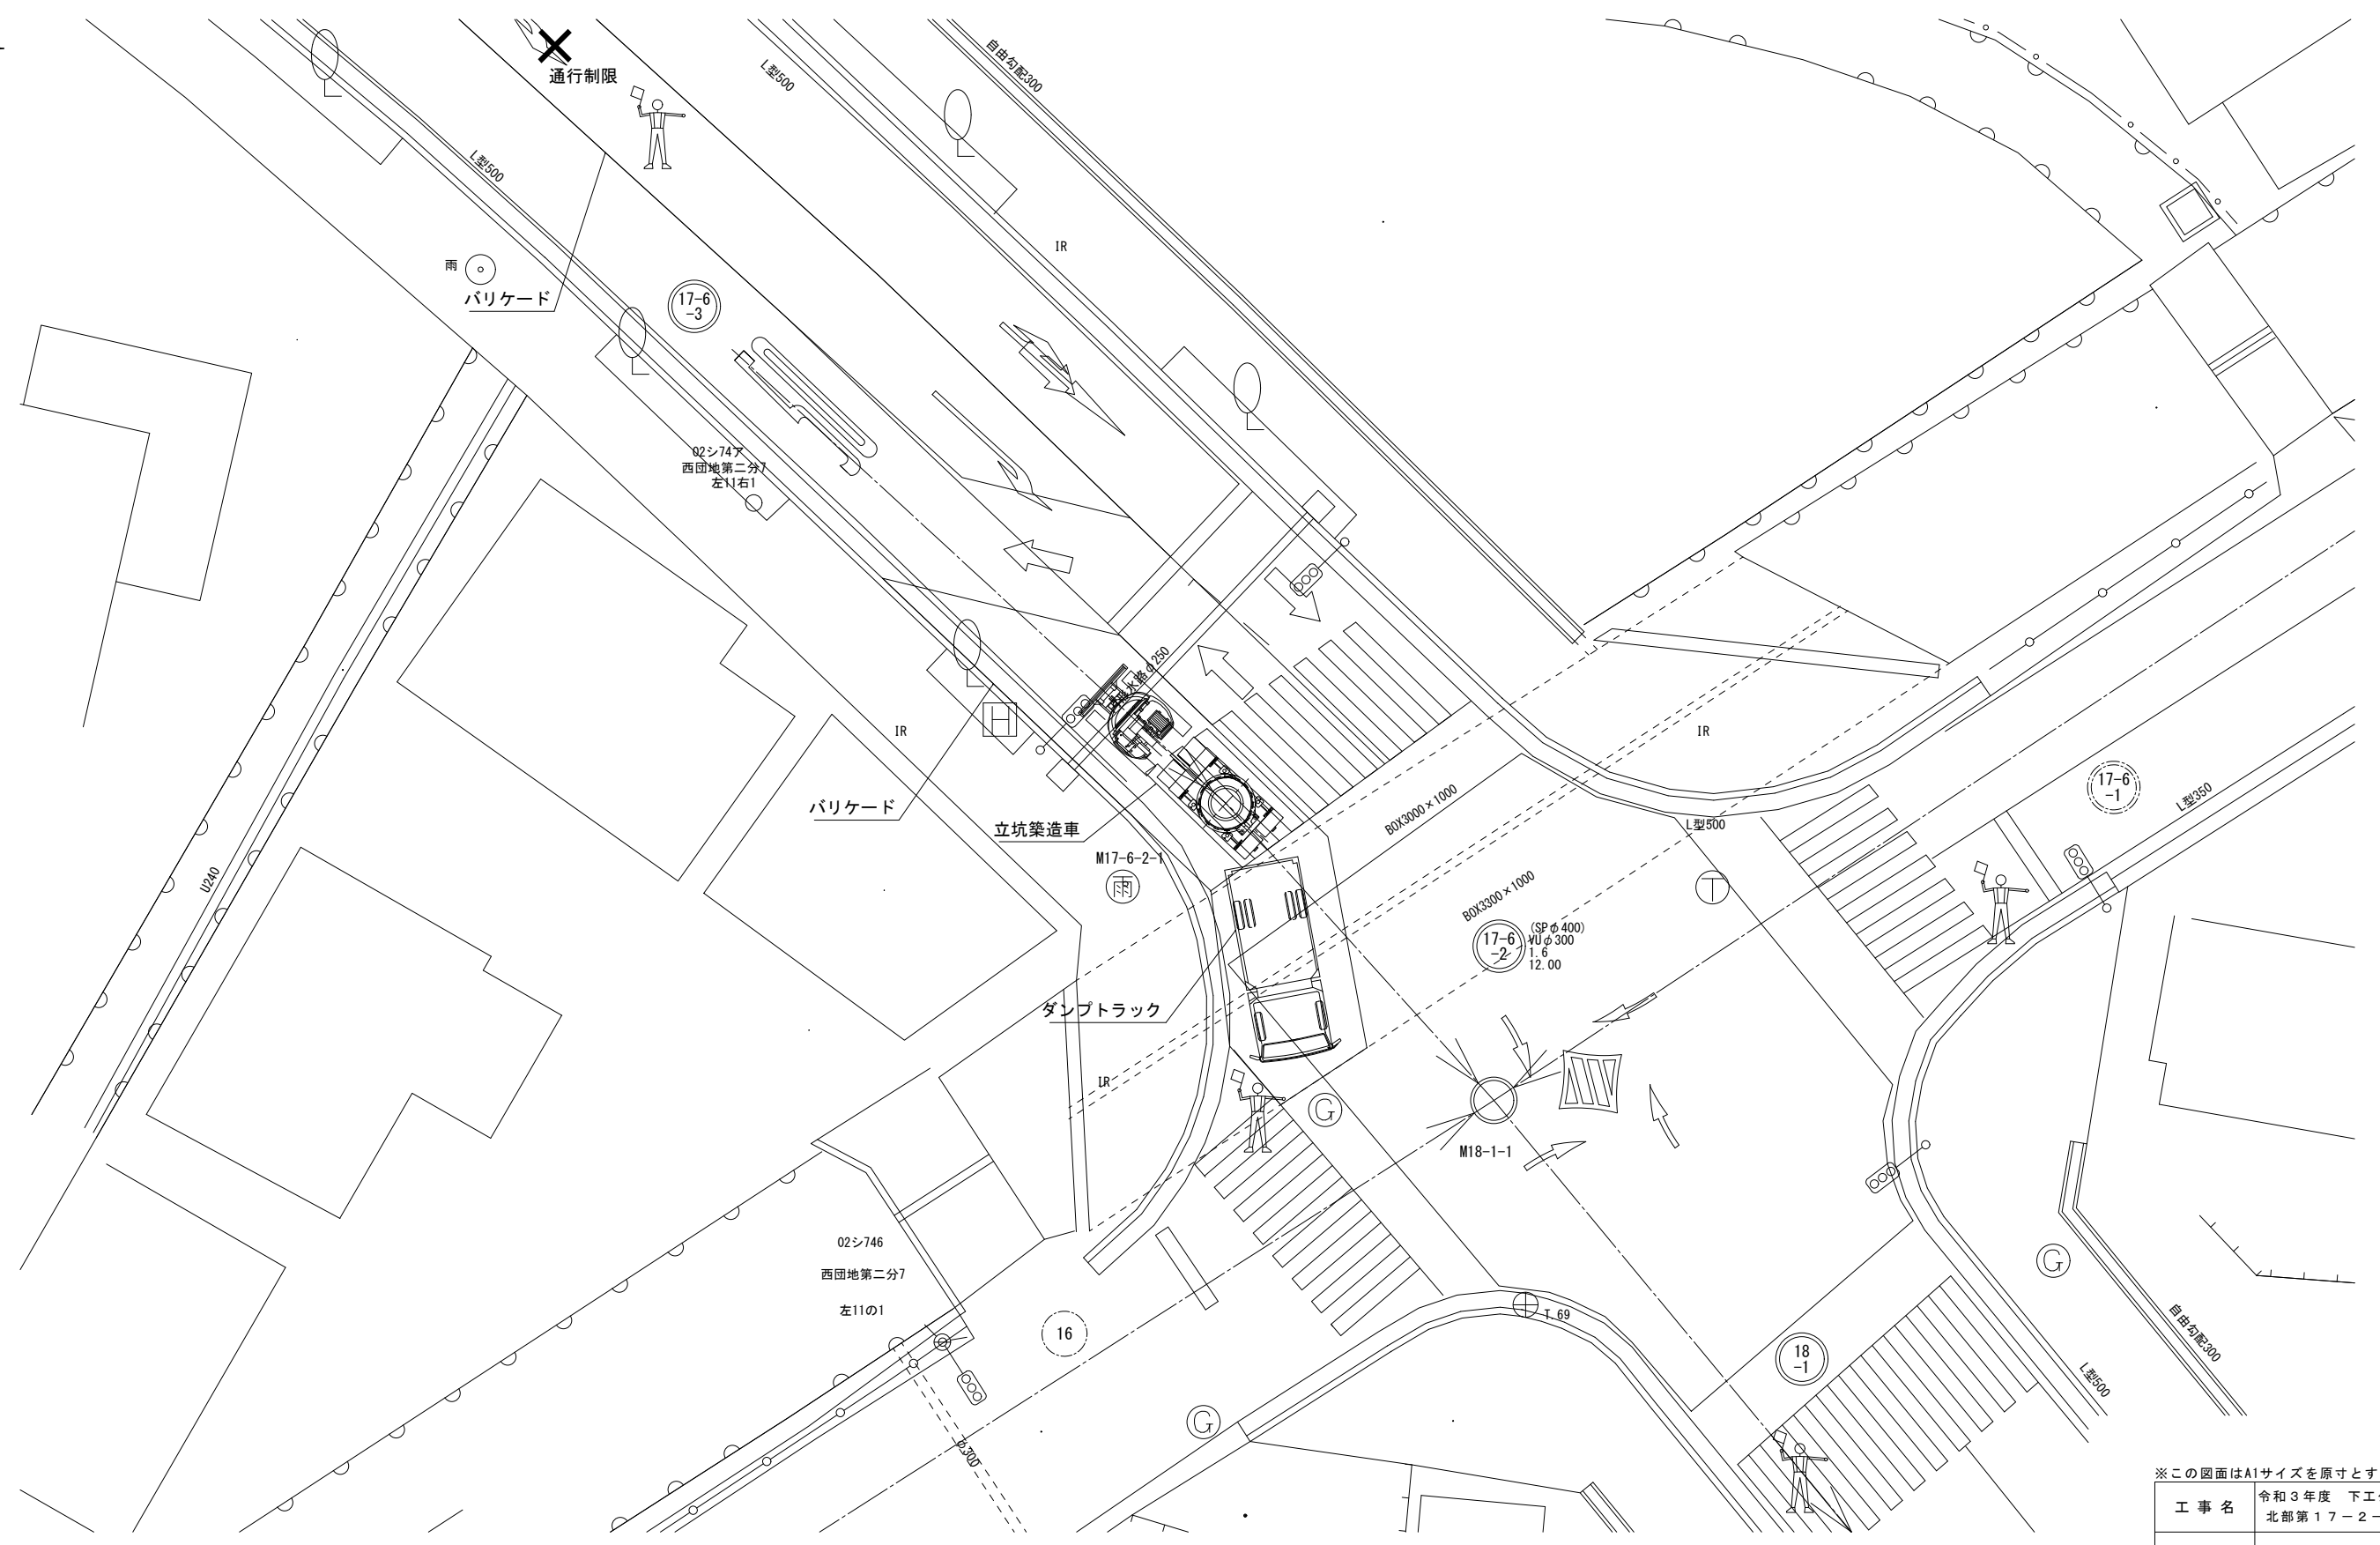 通行制限
L型500
自由勾配300
L型500
IR
雨
バリケード
17-6
-3
02シ74ア
西団地第二分7
左11右1
IR
H
バリケード
立坑築造車
M17-6-2-1
雨
BOX3000×1000
BOX3300×1000
17-6
-2
(SPφ400)
VUφ300
1.6
12.00
IR
L型500
T
17-6
-1
L型350
U240
ダンプトラック
IR
G
M18-1-1
02シ746
西団地第二分7
左11の1
16
T.69
18
-1
G
自由勾配300
L型500
G
φ300
※この図面はA1サイズを原寸とす
工事名
令和3年度 下工
北部第17-2-